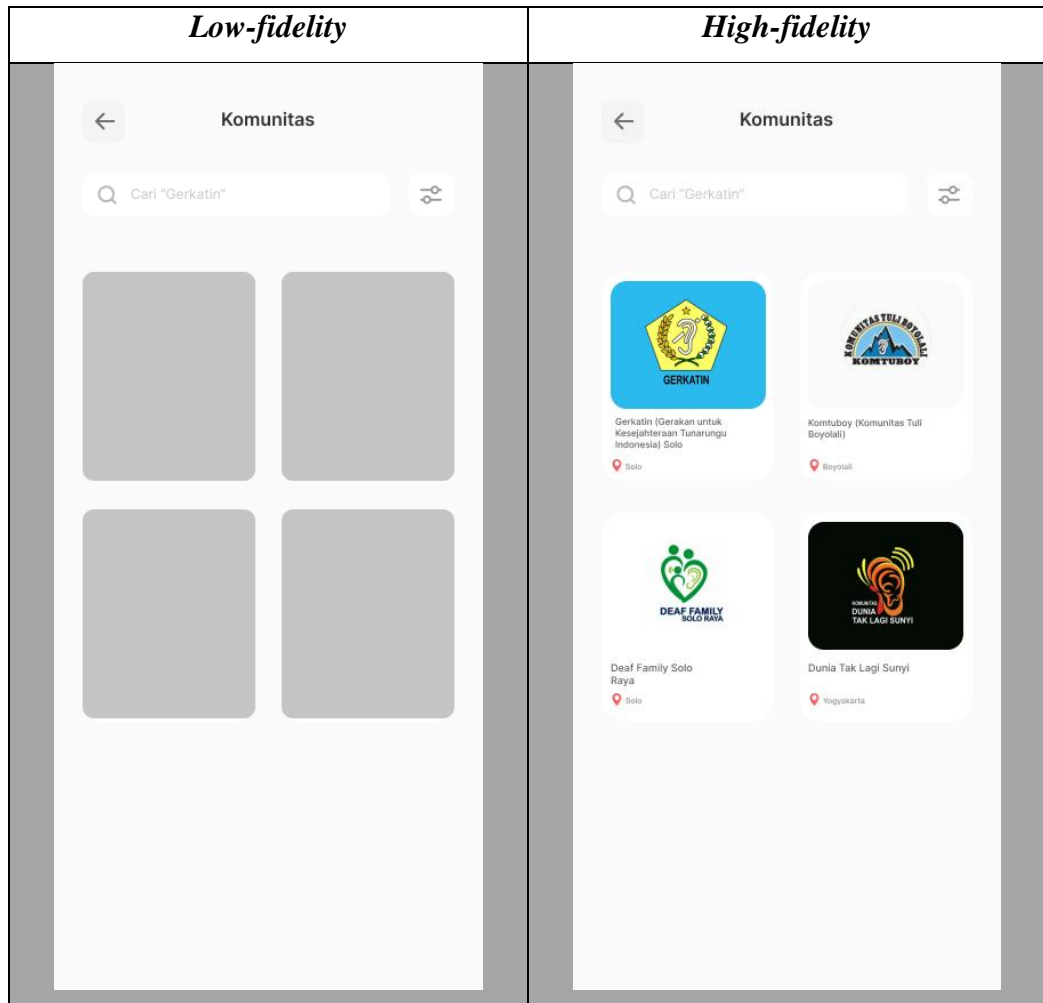 Low-fidelity
High-fidelity
Komunitas
Cari "Gerkatin"
Komunitas
Cari "Gerkatin"
GERKATIN
Gerkatin (Gerakan untuk
Kesejahteraan Tunarungu
Indonesia) Solo
Solo
KOMUNITAS TULI BOYOLALI
KOMTUBOY
Komtuboy (Komunitas Tuli
Boyolali)
Boyolali
DEAF FAMILY
SOLO RAYA
Deaf Family Solo
Raya
Solo
KOMUNITAS
DUNIA
TAK LAGI SUNYI
Dunia Tak Lagi Sunyi
Yogyakarta